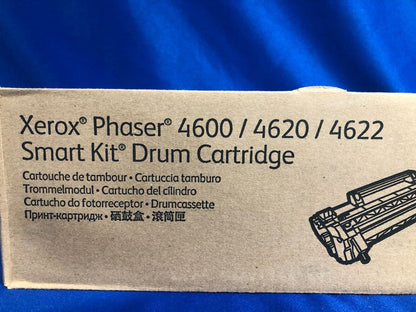 Xerox® Phaser® 4600 / 4620 / 4622
Smart Kit® Drum Cartridge
Cartouche de tambour • Cartuccia tamburo
Trommelmodul • Cartucho del cilindro
Cartucho do fotorreceptor • Drumcassette
Принт-картридж • 硒鼓盒 • 滾筒匣